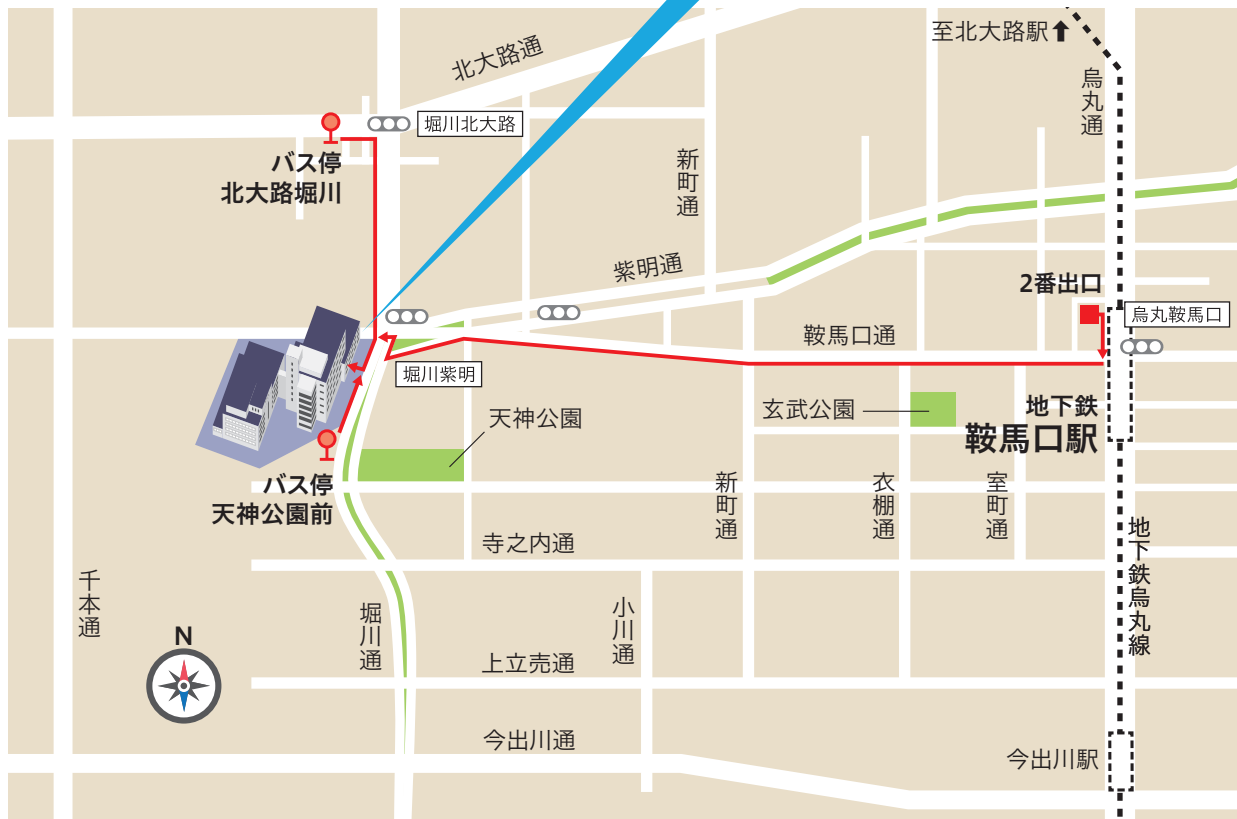 至北大路駅
北大路通
烏丸通
堀川北大路
バス停
北大路堀川
新町通
紫明通
2番出口
烏丸鞍馬口
鞍馬口通
堀川紫明
天神公園
玄武公園
地下鉄
鞍馬口駅
バス停
天神公園前
新町通
衣棚通
室町通
寺之内通
地下鉄烏丸線
千本通
堀川通
小川通
N
上立売通
今出川通
今出川駅